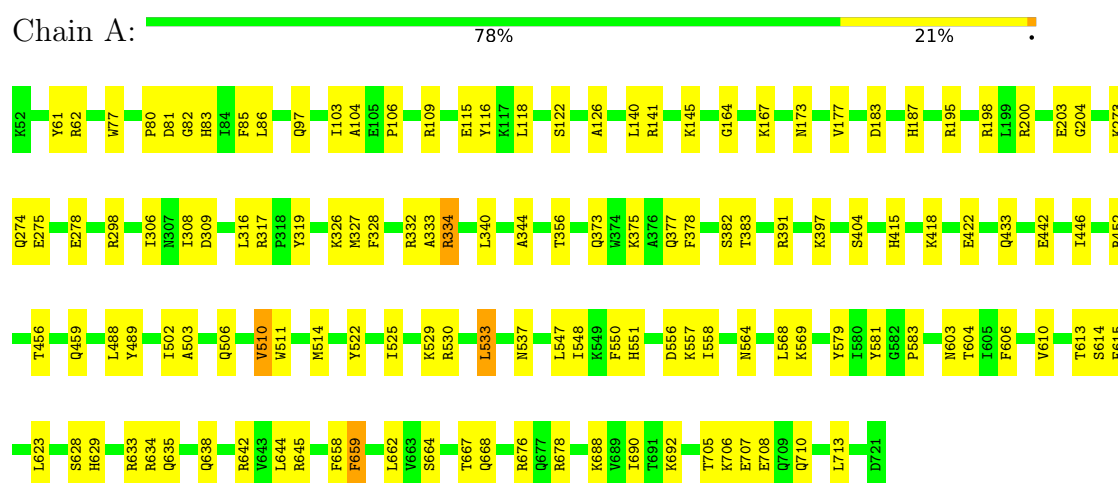 Chain A:
78% 21% •
K52 Y61 R62 W77 P80 D81 G82 H83 I84 F85 L86 Q97 I103 A104 E105 P106 R109 E115 Y116 K117 L118 S122 A126 L140 R141 K145 G164 K167 N173 V177 D183 H187 R195 R198 L199 R200 E203 G204 K273
Q274 E275 E278 R298 I306 N307 I308 D309 L316 R317 P318 Y319 K326 M327 F328 R332 A333 R334 L340 A344 T356 Q373 W374 K375 A376 Q377 F378 S382 T383 R391 K397 S404 H415 K418 E422 Q433 E442 I446
T456 Q459 L488 Y489 I502 A503 Q506 V510 W511 M514 Y522 I525 K529 R530 L533 N537 L547 I548 K549 F550 H551 D556 K557 I558 N564 L568 K569 Y579 I580 Y581 G582 P583 N603 T604 I605 F606 V610 T613 S614
L623 S628 H629 R633 R634 Q635 Q638 R642 V643 L644 R645 F658 F659 L662 V663 S664 T667 Q668 R676 Q677 R678 K688 V689 I690 T691 K692 T705 K706 E707 E708 Q709 Q710 L713 D721